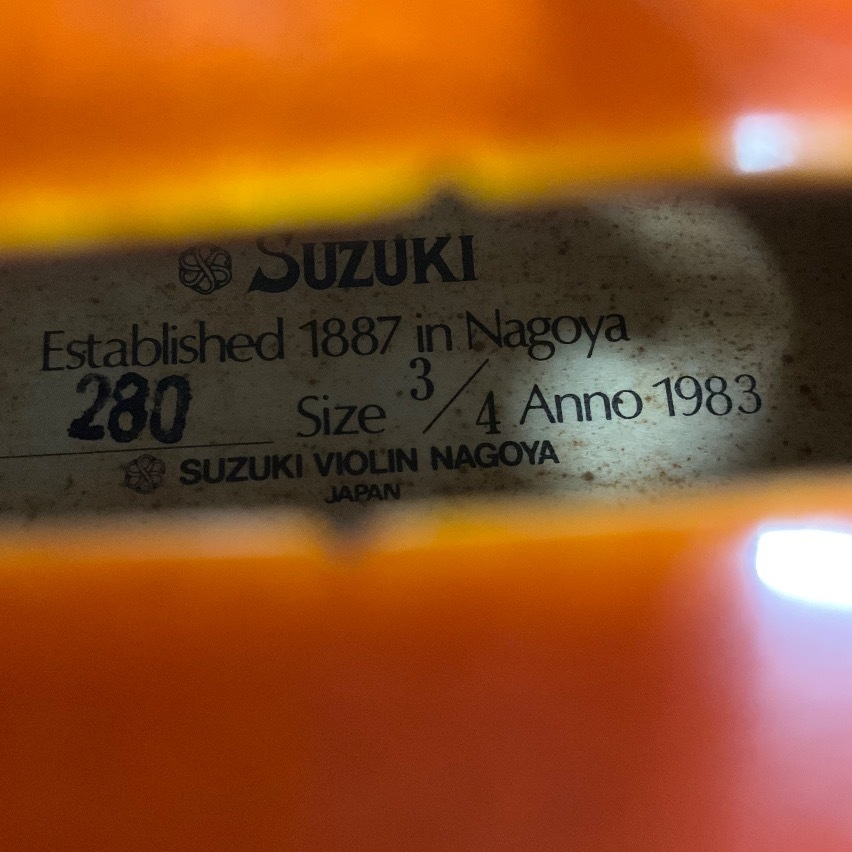 SUZUKI
Established 1887 in Nagoya
280 Size 3/4 Anno 1983
SUZUKI VIOLIN NAGOYA
JAPAN